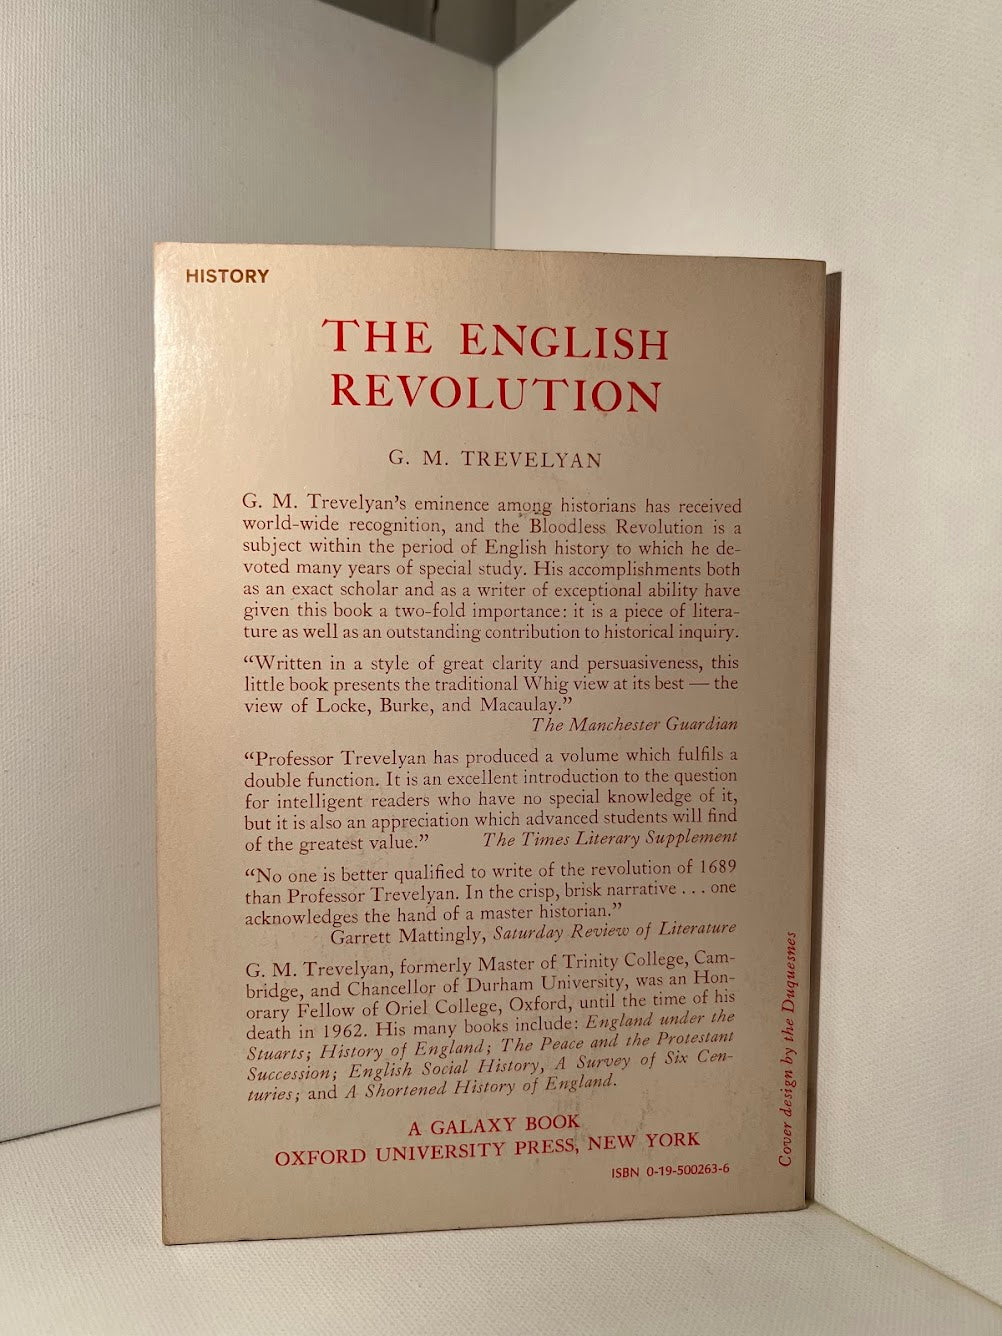 HISTORY
THE ENGLISH
REVOLUTION
G. M. TREVELYAN
G. M. Trevelyan's eminence among historians has received
world-wide recognition, and the Bloodless Revolution is a
subject within the period of English history to which he de-
voted many years of special study. His accomplishments both
as an exact scholar and as a writer of exceptional ability have
given this book a two-fold importance: it is a piece of litera-
ture as well as an outstanding contribution to historical inquiry.
“Written in a style of great clarity and persuasiveness, this
little book presents the traditional Whig view at its best — the
view of Locke, Burke, and Macaulay.”
The Manchester Guardian
“Professor Trevelyan has produced a volume which fulfils a
double function. It is an excellent introduction to the question
for intelligent readers who have no special knowledge of it,
but it is also an appreciation which advanced students will find
of the greatest value.” The Times Literary Supplement
“No one is better qualified to write of the revolution of 1689
than Professor Trevelyan. In the crisp, brisk narrative . . . one
acknowledges the hand of a master historian.”
Garrett Mattingly, Saturday Review of Literature
G. M. Trevelyan, formerly Master of Trinity College, Cam-
bridge, and Chancellor of Durham University, was an Hon-
orary Fellow of Oriel College, Oxford, until the time of his
death in 1962. His many books include: England under the
Stuarts; History of England; The Peace and the Protestant
Succession; English Social History, A Survey of Six Cen-
turies; and A Shortened History of England.
A GALAXY BOOK
OXFORD UNIVERSITY PRESS, NEW YORK
ISBN 0-19-500263-6
Cover design by the Duquesnes